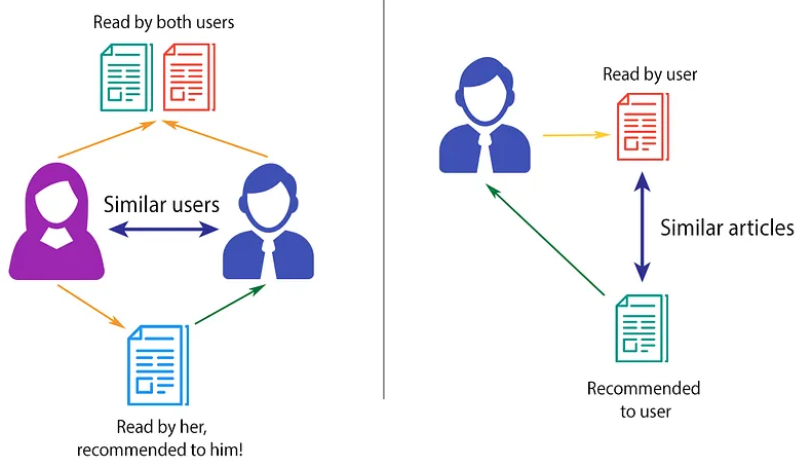 Read by both users
Similar users
Read by her,
recommended to him!
Read by user
Similar articles
Recommended
to user